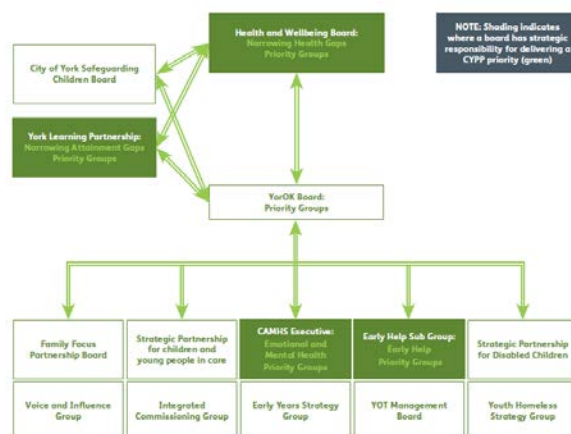 Health and Wellbeing Board:
Narrowing Health Gaps
Priority Groups
NOTE: Shading indicates
where a board has strategic
responsibility for delivering a
CYPP priority (green)
City of York Safeguarding
Children Board
York Learning Partnership:
Narrowing Attainment Gaps
Priority Groups
YorOK Board:
Priority Groups
Family Focus
Partnership Board
Strategic Partnership
for children and
young people in care
CAMHS Executive:
Emotional and
Mental Health
Priority Groups
Early Help Sub Group:
Early Help
Priority Groups
Strategic Partnership
for Disabled Children
Voice and Influence
Group
Integrated
Commissioning Group
Early Years Strategy
Group
YOT Management
Board
Youth Homeless
Strategy Group